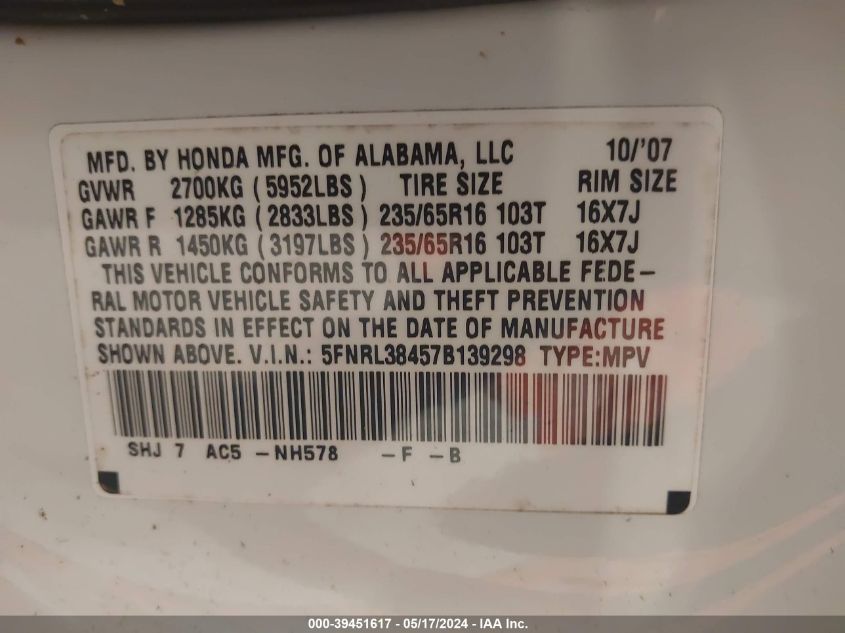 MFD. BY HONDA MFG. OF ALABAMA, LLC 10/'07
GVWR 2700KG (5952LBS) TIRE SIZE RIM SIZE
GAWR F 1285KG (2833LBS) 235/65R16 103T 16X7J
GAWR R 1450KG (3197LBS) 235/65R16 103T 16X7J
THIS VEHICLE CONFORMS TO ALL APPLICABLE FEDE-
RAL MOTOR VEHICLE SAFETY AND THEFT PREVENTION
STANDARDS IN EFFECT ON THE DATE OF MANUFACTURE
SHOWN ABOVE. V.I.N.: 5FNRL38457B139298 TYPE:MPV
SHJ 7 AC5 -NH578 -F -B
000-39451617 - 05/17/2024 - IAA Inc.